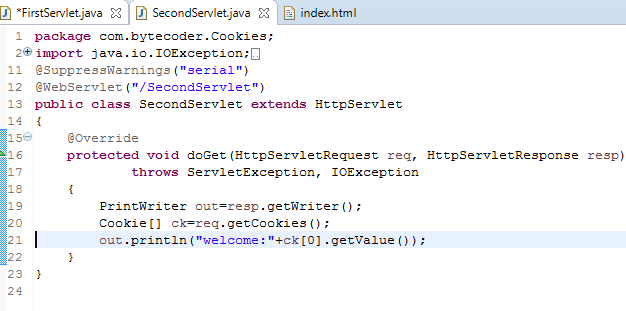 *FirstServlet.java SecondServlet.java index.html
1 package com.bytecoder.Cookies;
2 import java.io.IOException;
11 @SuppressWarnings("serial")
12 @WebServlet("/SecondServlet")
13 public class SecondServlet extends HttpServlet
14 {
15 @Override
16 protected void doGet(HttpServletRequest req, HttpServletResponse resp)
17 throws ServletException, IOException
18 {
19 PrintWriter out=resp.getWriter();
20 Cookie[] ck=req.getCookies();
21 out.println("welcome:"+ck[0].getValue());
22 }
23 }
24